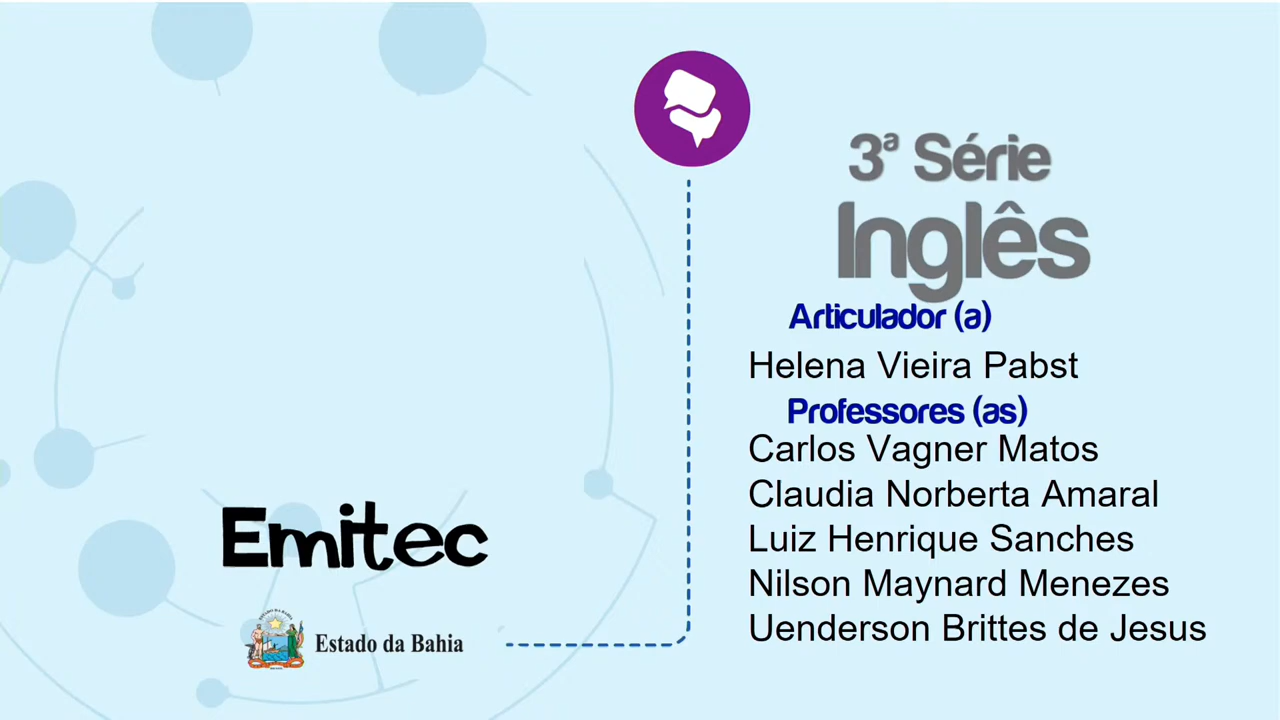 3ª Série
Inglês
Articulador (a)
Helena Vieira Pabst
Professores (as)
Carlos Vagner Matos
Claudia Norberta Amaral
Luiz Henrique Sanches
Nilson Maynard Menezes
Uenderson Brittes de Jesus
Emitec
Estado da Bahia